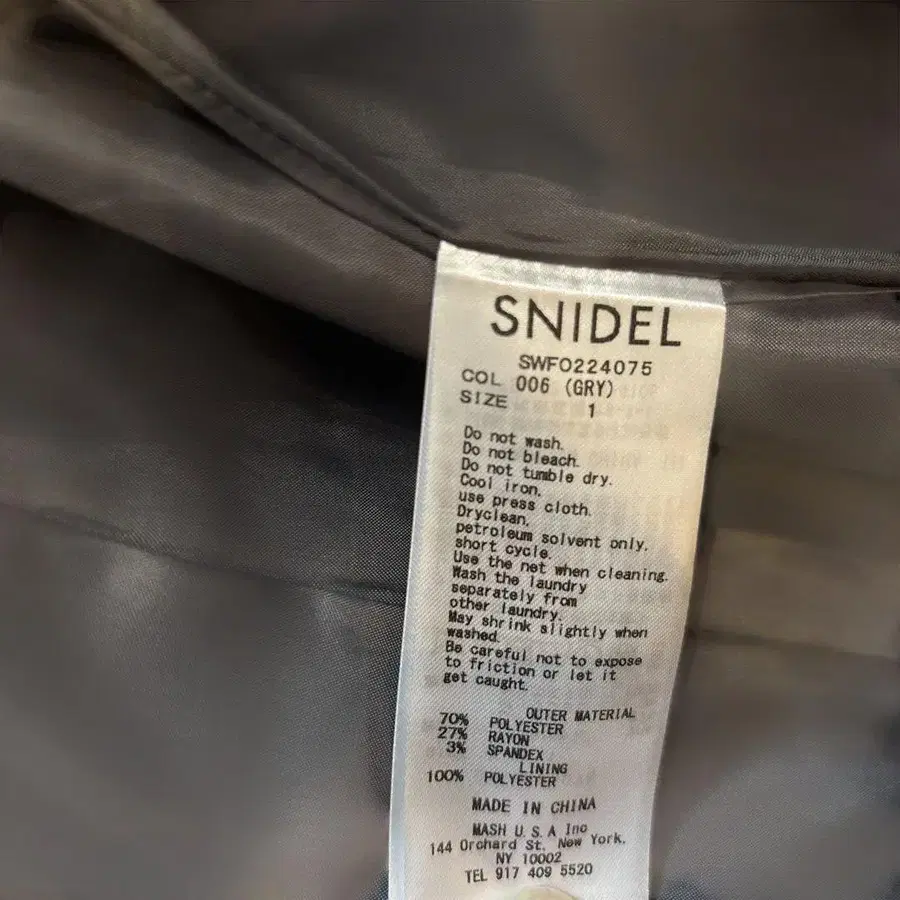 SNIDEL
SWFO224075
COL 006 (GRY)
SIZE 1
Do not wash.
Do not bleach.
Do not tumble dry.
Cool iron,
use press cloth.
Dryclean,
petroleum solvent only.
short cycle.
Use the net when cleaning.
Wash the laundry
separately from
other laundry.
May shrink slightly when
washed.
Be careful not to expose
to friction or let it
get caught.
OUTER MATERIAL
70% POLYESTER
27% RAYON
3% SPANDEX
LINING
100% POLYESTER
MADE IN CHINA
MASH U.S.A Inc
144 Orchard St, New York,
NY 10002
TEL 917 409 5520